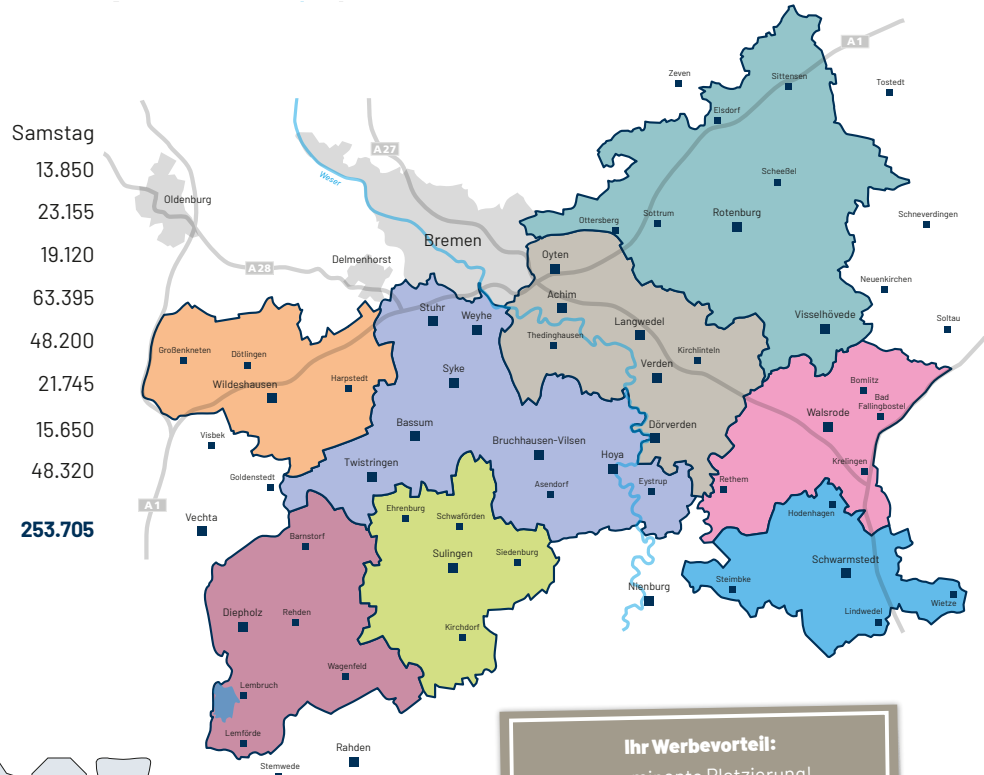 Samstag
13.850
23.155
19.120
63.395
48.200
21.745
15.650
48.320
253.705
A1
Zeven
Sittensen
Tostedt
Elsdorf
A27
Scheeßel
Weser
Oldenburg
Ottersberg
Sottrum
Rotenburg
Schneverdingen
Bremen
Oyten
Delmenhorst
A28
Neuenkirchen
Achim
Stuhr
Weyhe
Langwedel
Visselhövede
Soltau
Thedinghausen
Großenkneten
Dötlingen
Kirchlinteln
Verden
Syke
Wildeshausen
Harpstedt
Bomlitz
Bad
Fallingbostel
Walsrode
Bassum
Dörverden
Visbek
Bruchhausen-Vilsen
Hoya
Twistringen
Krelingen
Goldenstedt
Asendorf
Eystrup
Rethem
A1
Ehrenburg
Vechta
Schwaförden
Hodenhagen
Barnstorf
Sulingen
Siedenburg
Schwarmstedt
Nienburg
Steimbke
Wietze
Diepholz
Rehden
Lindwedel
Kirchdorf
Wagenfeld
Lembruch
Lemförde
Rahden
Stemwede
Ihr Werbevorteil:
Platzierung!